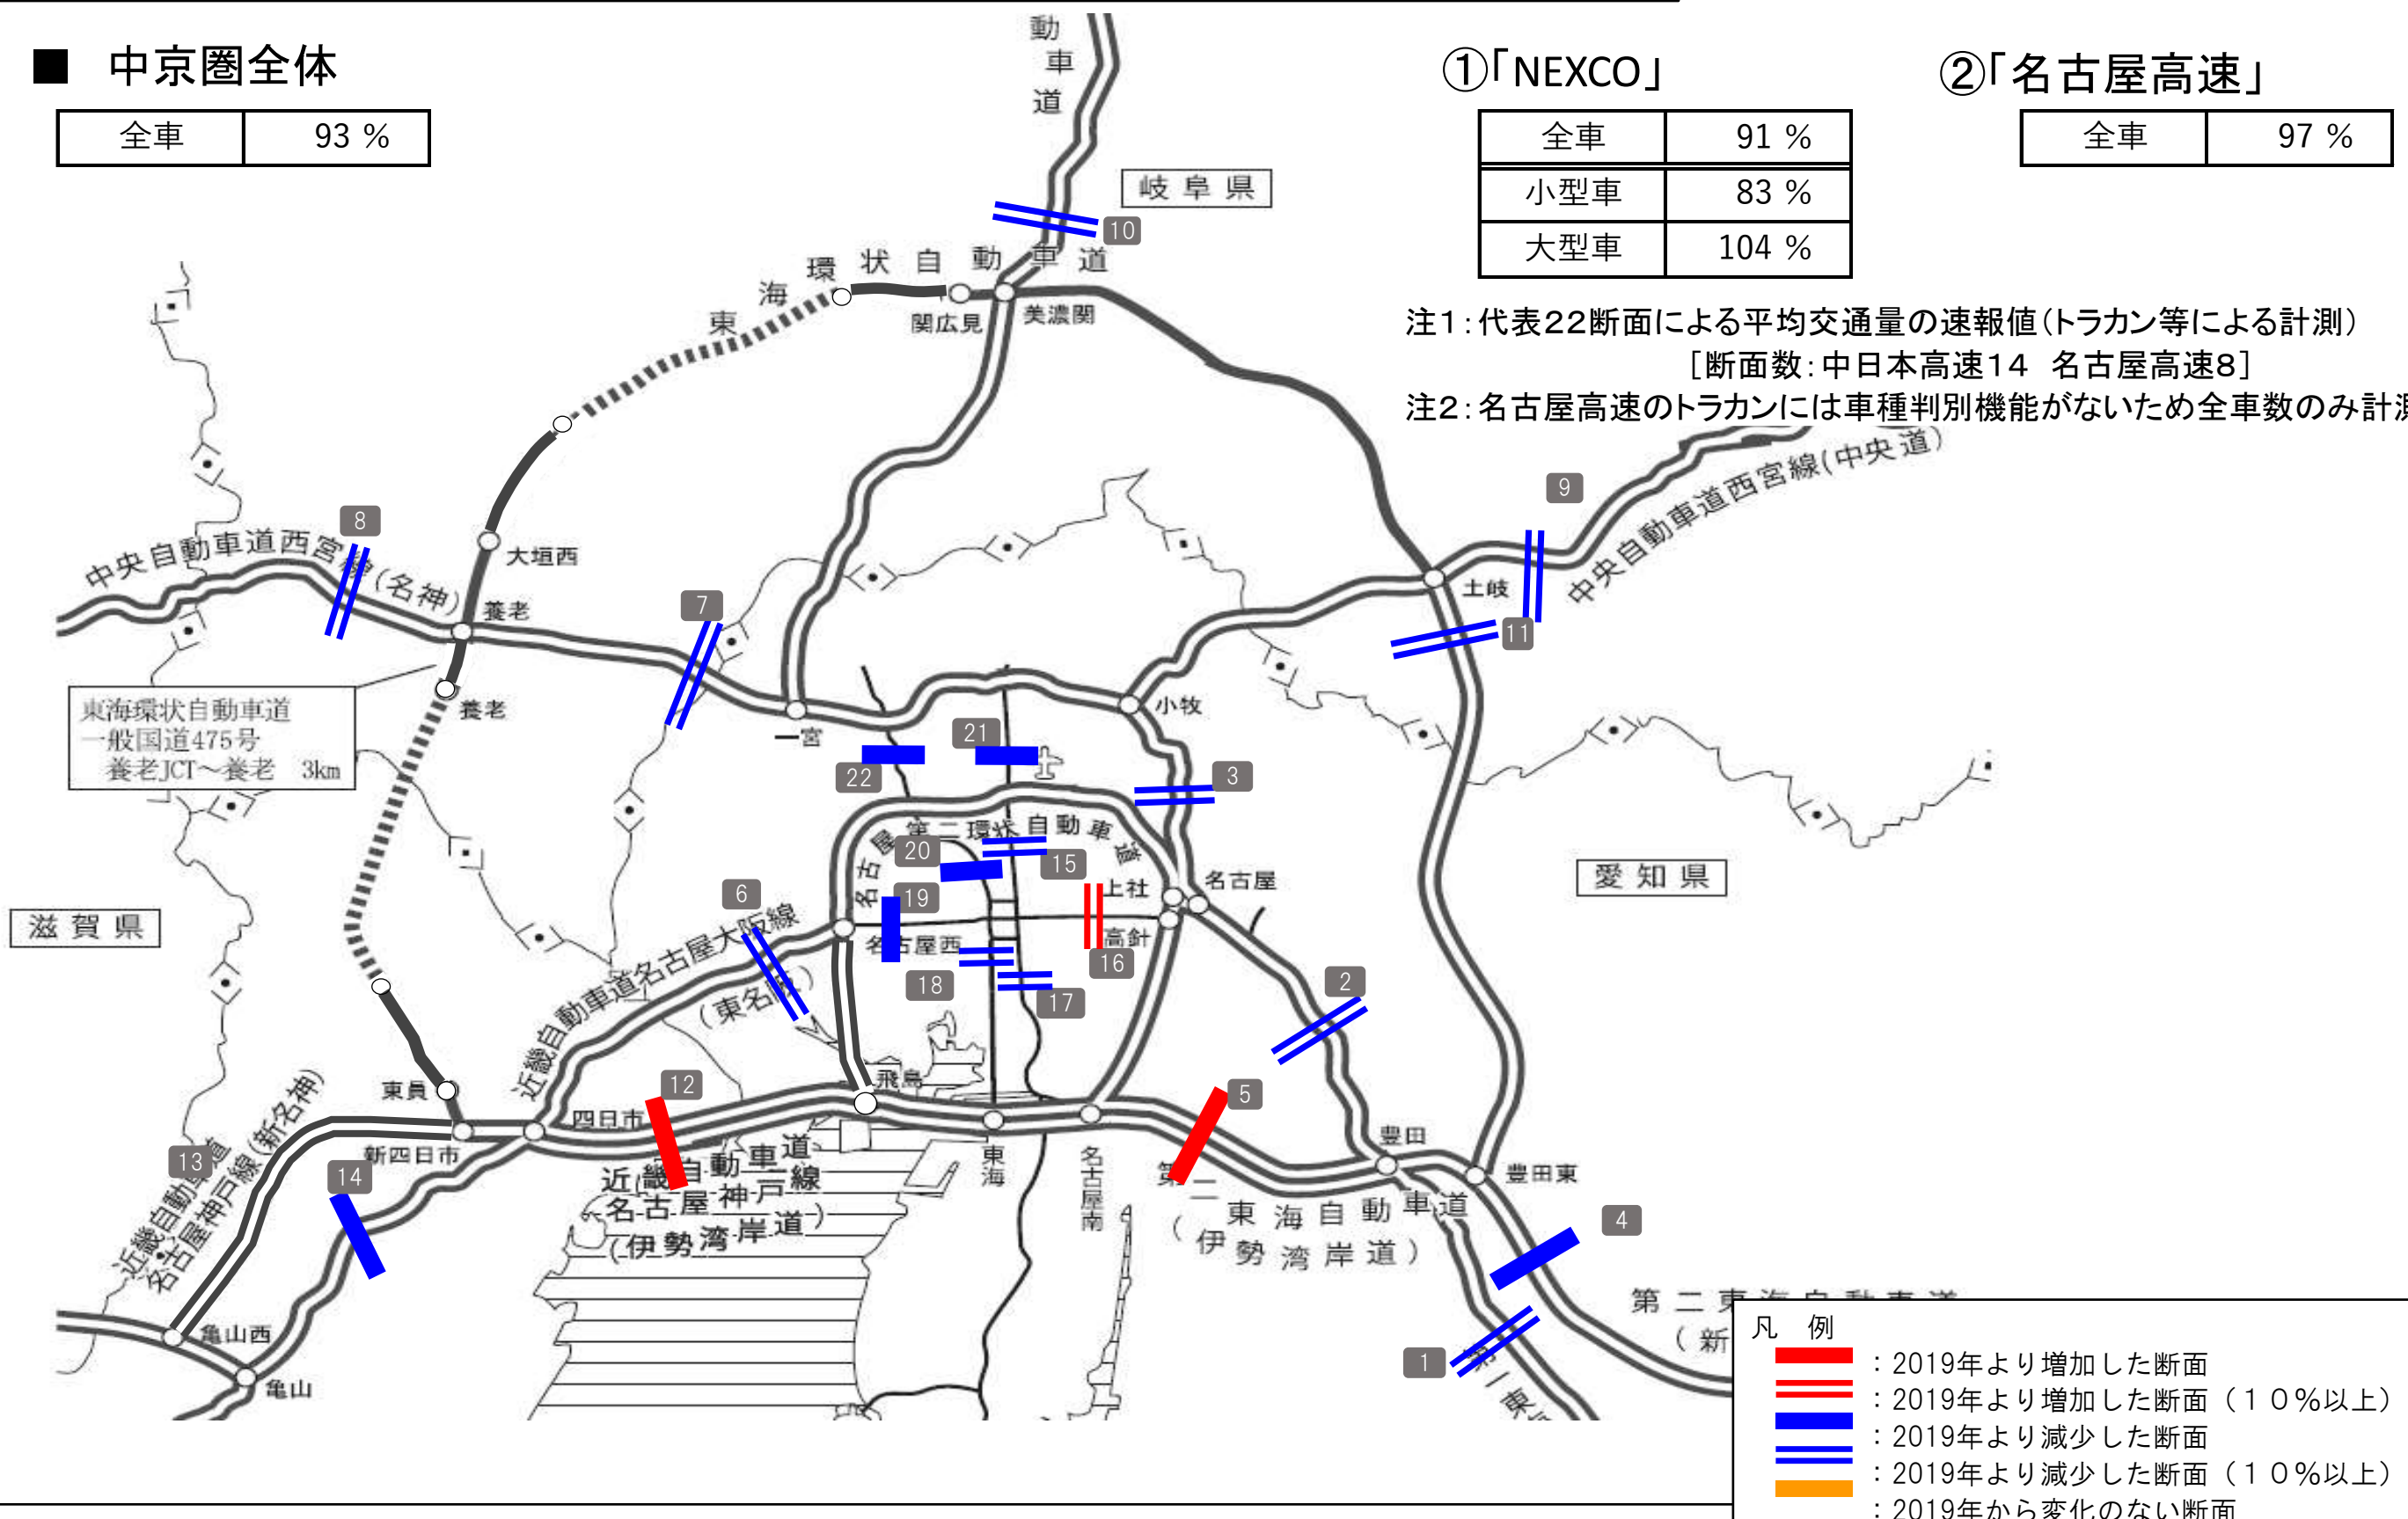 ■ 中京圏全体
全車 93 %
①「NEXCO」
全車 91 %
小型車 83 %
大型車 104 %
②「名古屋高速」
全車 97 %
注1：代表22断面による平均交通量の速報値(トラカン等による計測)
[断面数：中日本高速14 名古屋高速8]
注2：名古屋高速のトラカンには車種判別機能がないため全車数のみ計測
動車道
岐阜県
10
東海環状自動車道
関広見
美濃関
9
中央自動車道西宮線(中央道)
8
中央自動車道西宮線(名神)
大垣西
養老
7
土岐
11
東海環状自動車道
一般国道475号
養老JCT～養老 3km
養老
一宮
小牧
21
22
3
名古屋第二環状自動車道
20
15
上社
名古屋
愛知県
6
19
滋賀県
近畿自動車道名古屋大阪線
(東名阪)
名古屋西
高針
16
18
17
2
東員
12
飛島
5
四日市
新四日市
東海
名古屋南
豊田
豊田東
13
14
近畿自動車道
名古屋神戸線(新名神)
近畿自動車道
名古屋神戸線
(伊勢湾岸道)
第二東海自動車道
(伊勢湾岸道)
4
亀山西
亀山
1
第一東
第二東海自動車道
(新
凡 例
：2019年より増加した断面
：2019年より増加した断面（１０％以上）
：2019年より減少した断面
：2019年より減少した断面（１０％以上）
：2019年から変化のない断面